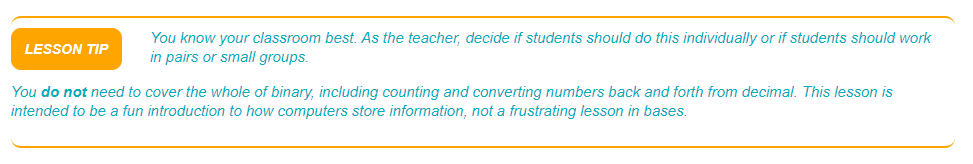 LESSON TIP
You know your classroom best. As the teacher, decide if students should do this individually or if students should work
in pairs or small groups.
You do not need to cover the whole of binary, including counting and converting numbers back and forth from decimal. This lesson is
intended to be a fun introduction to how computers store information, not a frustrating lesson in bases.